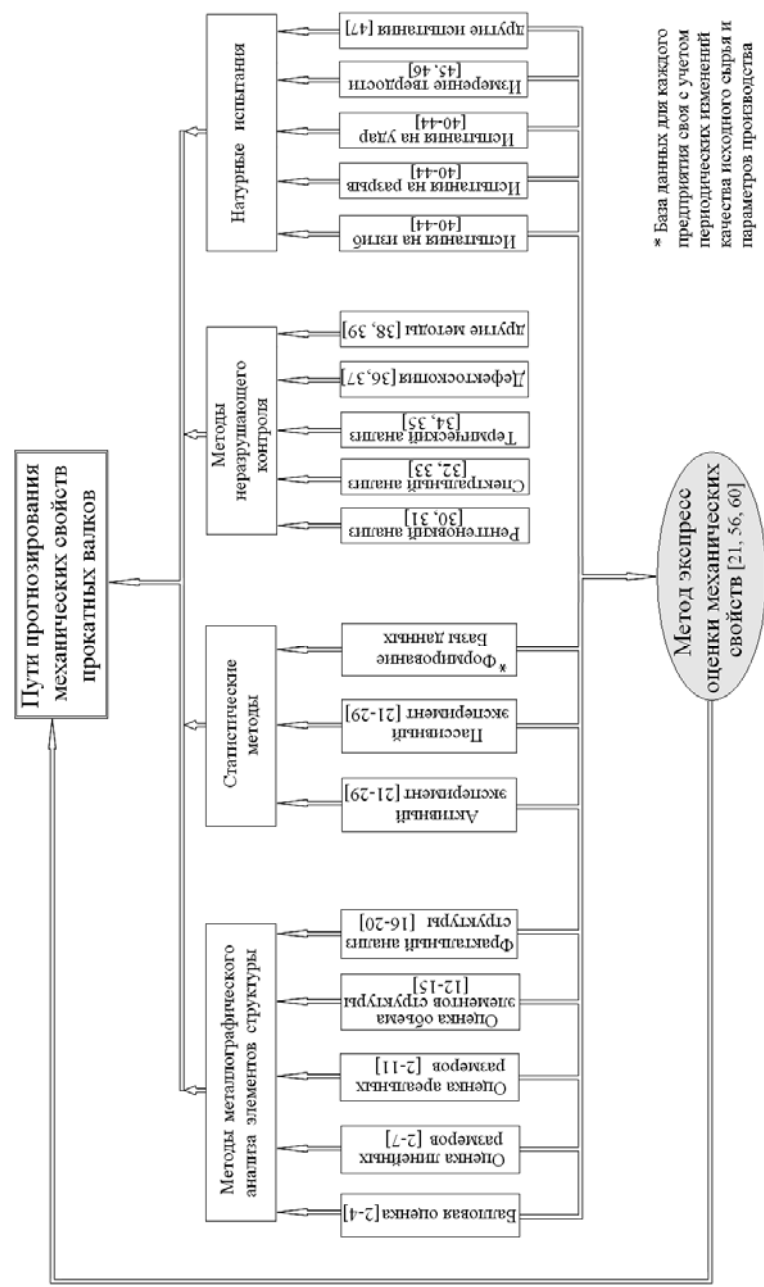 Пути прогнозирования
механических свойств
прокатных валков
Методы металлографического
анализа элементов структуры
Статистические
методы
Методы
неразрушающего
контроля
Натурные испытания
Балловая оценка [2-4]
Оценка линейных
размеров [2-7]
Оценка ареальных
размеров [2-11]
Оценка объема
элементов структуры
[12-15]
Фрактальный анализ
структуры [16-20]
Активный
эксперимент [21-29]
Пассивный
эксперимент [21-29]
*Формирование
Базы данных
Рентгеновский анализ
[30, 31]
Спектральный анализ
[32, 33]
Термический анализ
[34, 35]
Дефектоскопия [36,37]
другие методы [38, 39]
Испытания на изгиб
[40-44]
Испытания на разрыв
[40-44]
Испытания на удар
[40-44]
Измерение твердости
[45, 46]
другие испытания [47]
Метод экспресс
оценки механических
свойств [21, 56, 60]
* База данных для каждого
предприятия своя с учетом
периодических изменений
качества исходного сырья и
параметров производства